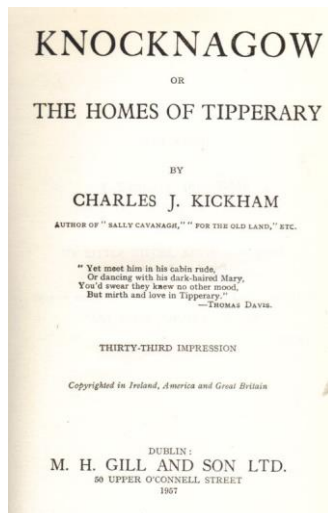 KNOCKNAGOW
OR
THE HOMES OF TIPPERARY
BY
CHARLES J. KICKHAM
AUTHOR OF "SALLY CAVANAGH," "FOR THE OLD LAND," ETC.
"Yet meet him in his cabin rude,
Or dancing with his dark-haired Mary,
You'd swear they knew no other mood,
But mirth and love in Tipperary."
—THOMAS DAVIS.
THIRTY-THIRD IMPRESSION
Copyrighted in Ireland, America and Great Britain
DUBLIN:
M. H. GILL AND SON LTD.
50 UPPER O'CONNELL STREET
1957